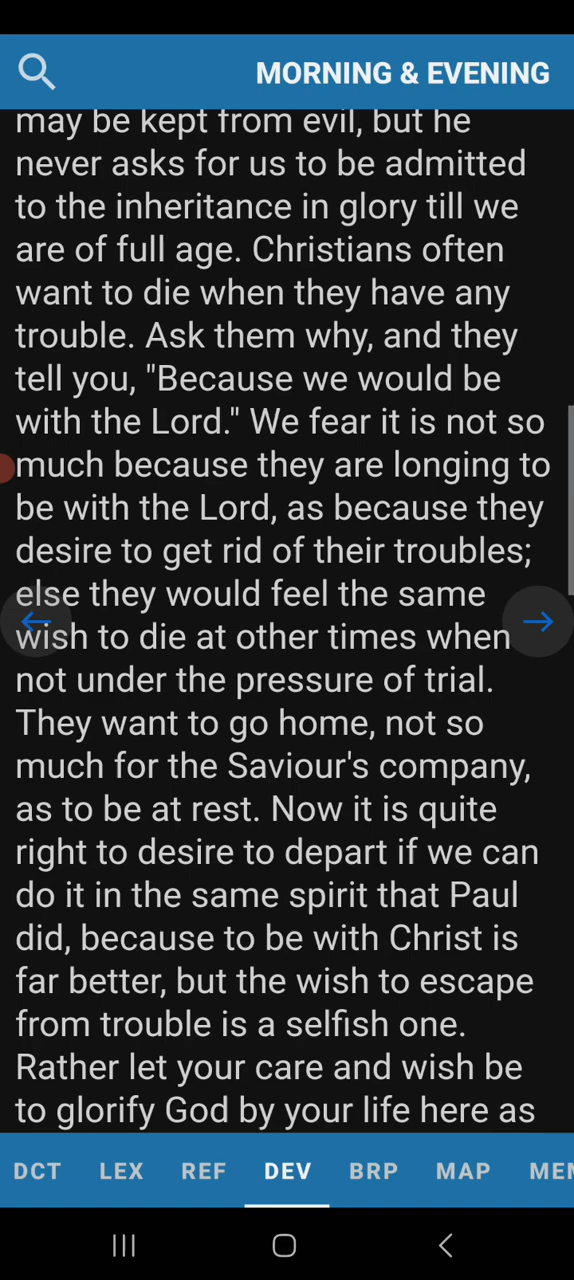 MORNING & EVENING
may be kept from evil, but he
never asks for us to be admitted
to the inheritance in glory till we
are of full age. Christians often
want to die when they have any
trouble. Ask them why, and they
tell you, "Because we would be
with the Lord." We fear it is not so
much because they are longing to
be with the Lord, as because they
desire to get rid of their troubles;
else they would feel the same
wish to die at other times when
not under the pressure of trial.
They want to go home, not so
much for the Saviour's company,
as to be at rest. Now it is quite
right to desire to depart if we can
do it in the same spirit that Paul
did, because to be with Christ is
far better, but the wish to escape
from trouble is a selfish one.
Rather let your care and wish be
to glorify God by your life here as
DCT LEX REF DEV BRP MAP MEM